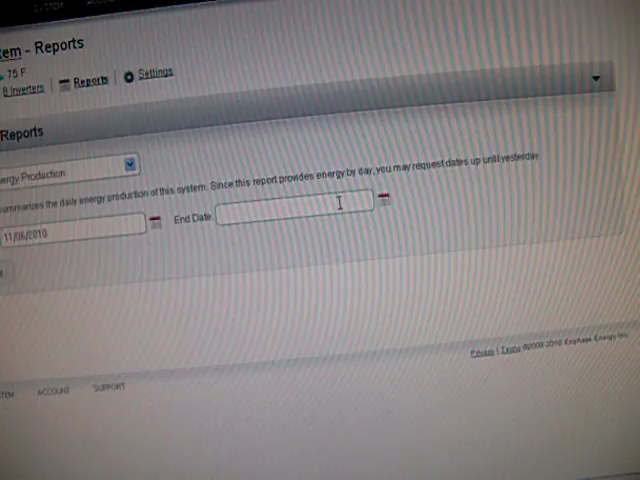 em - Reports
75 F
8 Inverters | Reports | Settings
Reports
ergy Production
summarizes the daily energy production of this system. Since this report provides energy by day, you may request dates up until yesterday.
11/06/2010 End Date
Privacy | Terms ©2008-2010 Enphase Energy Inc.
TEM ACCOUNT SUPPORT